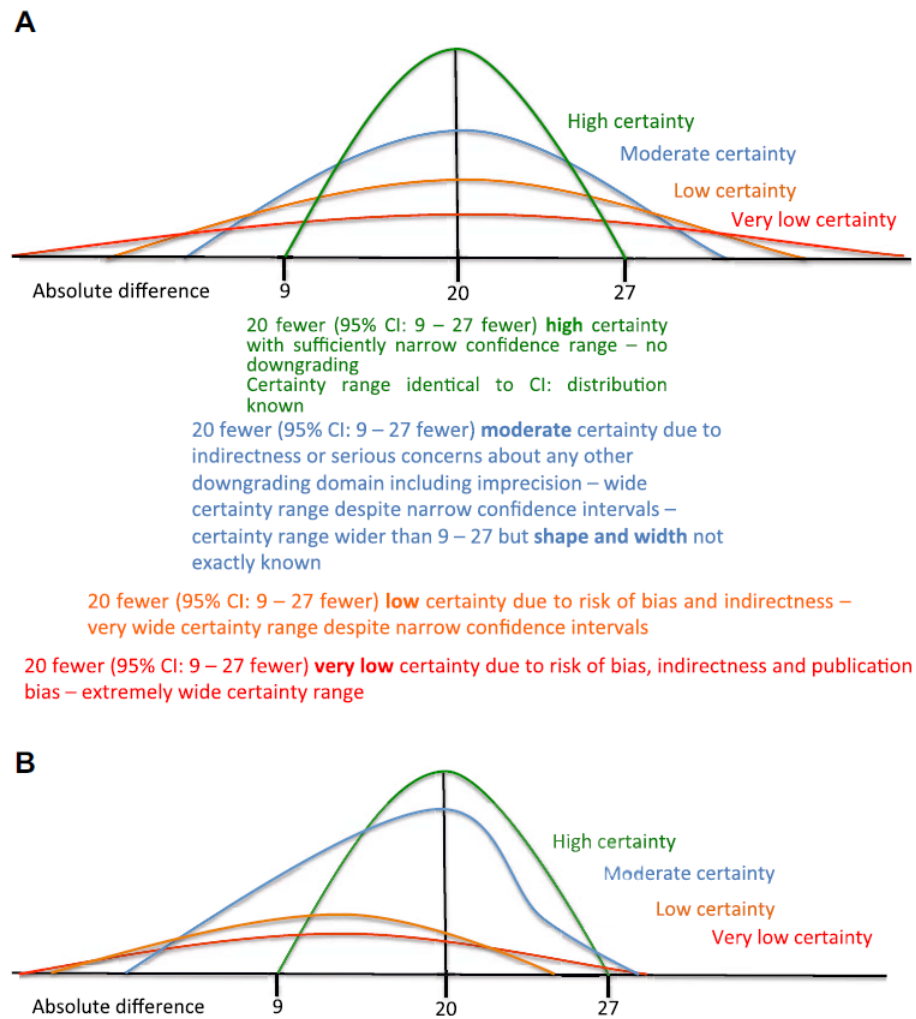 A
High certainty
Moderate certainty
Low certainty
Very low certainty
Absolute difference
9
20
27
20 fewer (95% CI: 9 – 27 fewer) high certainty
with sufficiently narrow confidence range – no
downgrading
Certainty range identical to CI: distribution
known
20 fewer (95% CI: 9 – 27 fewer) moderate certainty due to
indirectness or serious concerns about any other
downgrading domain including imprecision – wide
certainty range despite narrow confidence intervals –
certainty range wider than 9 – 27 but shape and width not
exactly known
20 fewer (95% CI: 9 – 27 fewer) low certainty due to risk of bias and indirectness –
very wide certainty range despite narrow confidence intervals
20 fewer (95% CI: 9 – 27 fewer) very low certainty due to risk of bias, indirectness and publication
bias – extremely wide certainty range
B
High certainty
Moderate certainty
Low certainty
Very low certainty
Absolute difference
9
20
27